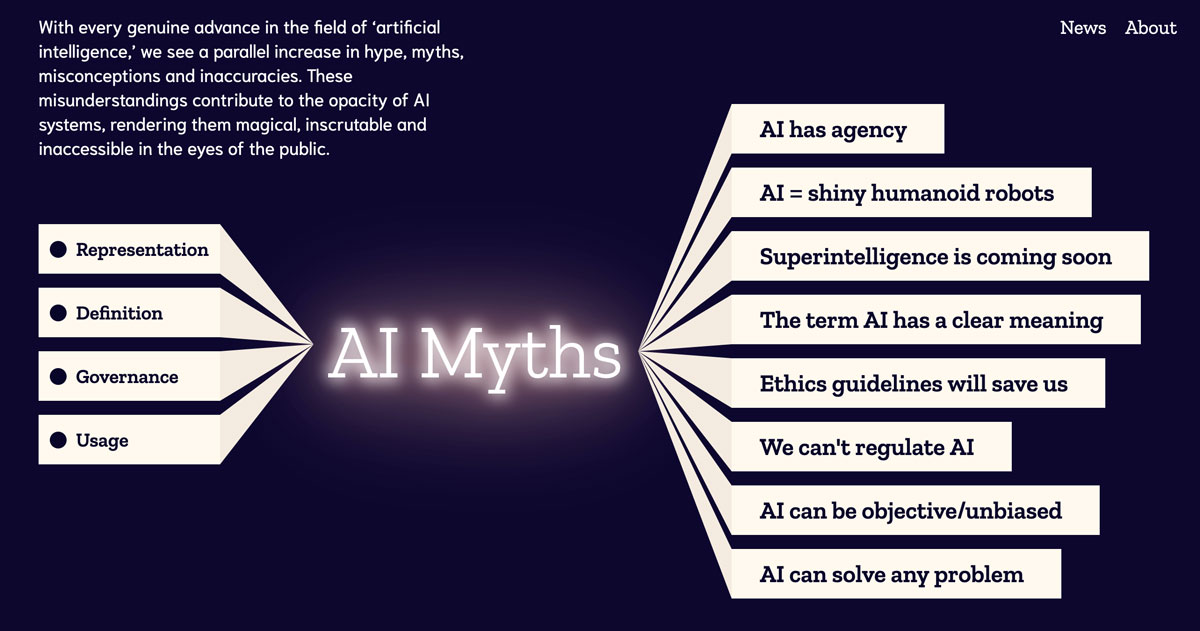 With every genuine advance in the field of ‘artificial
intelligence,’ we see a parallel increase in hype, myths,
misconceptions and inaccuracies. These
misunderstandings contribute to the opacity of AI
systems, rendering them magical, inscrutable and
inaccessible in the eyes of the public.
News About
Representation
Definition
Governance
Usage
AI Myths
AI has agency
AI = shiny humanoid robots
Superintelligence is coming soon
The term AI has a clear meaning
Ethics guidelines will save us
We can't regulate AI
AI can be objective/unbiased
AI can solve any problem